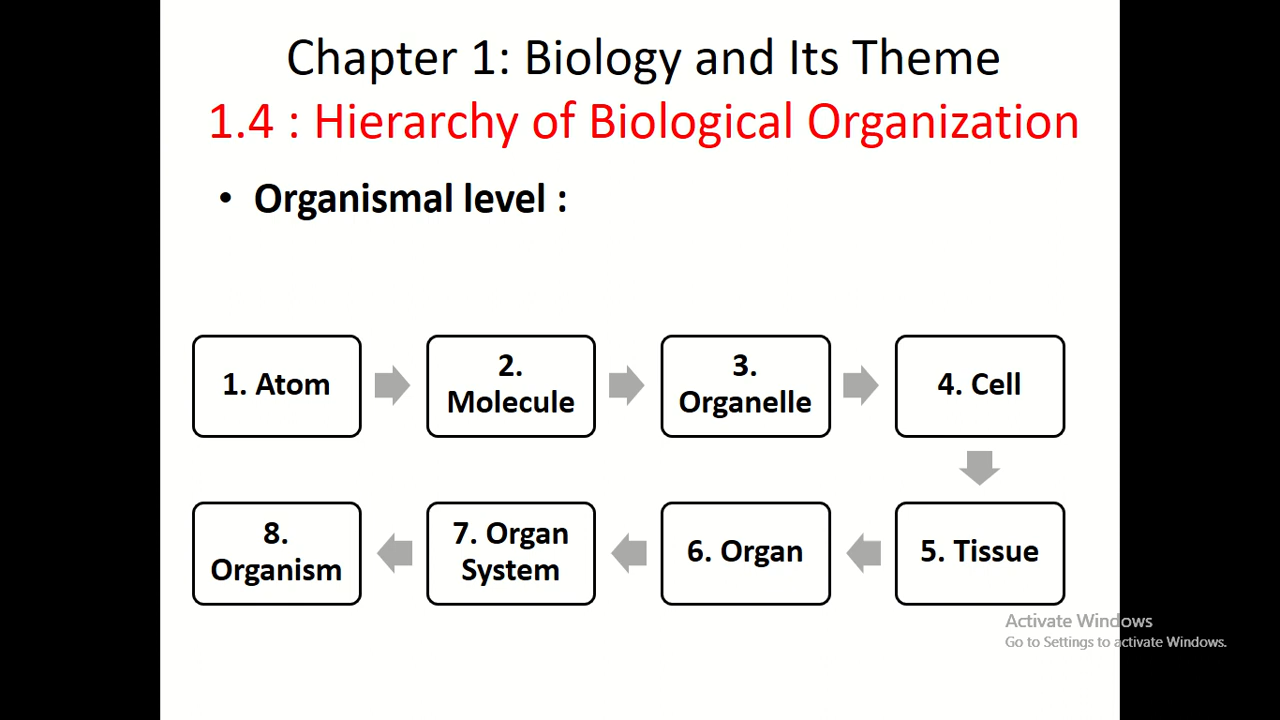 Chapter 1: Biology and Its Theme
1.4 : Hierarchy of Biological Organization
• Organismal level :
1. Atom
2.
Molecule
3.
Organelle
4. Cell
5. Tissue
6. Organ
7. Organ
System
8.
Organism
Activate Windows
Go to Settings to activate Windows.